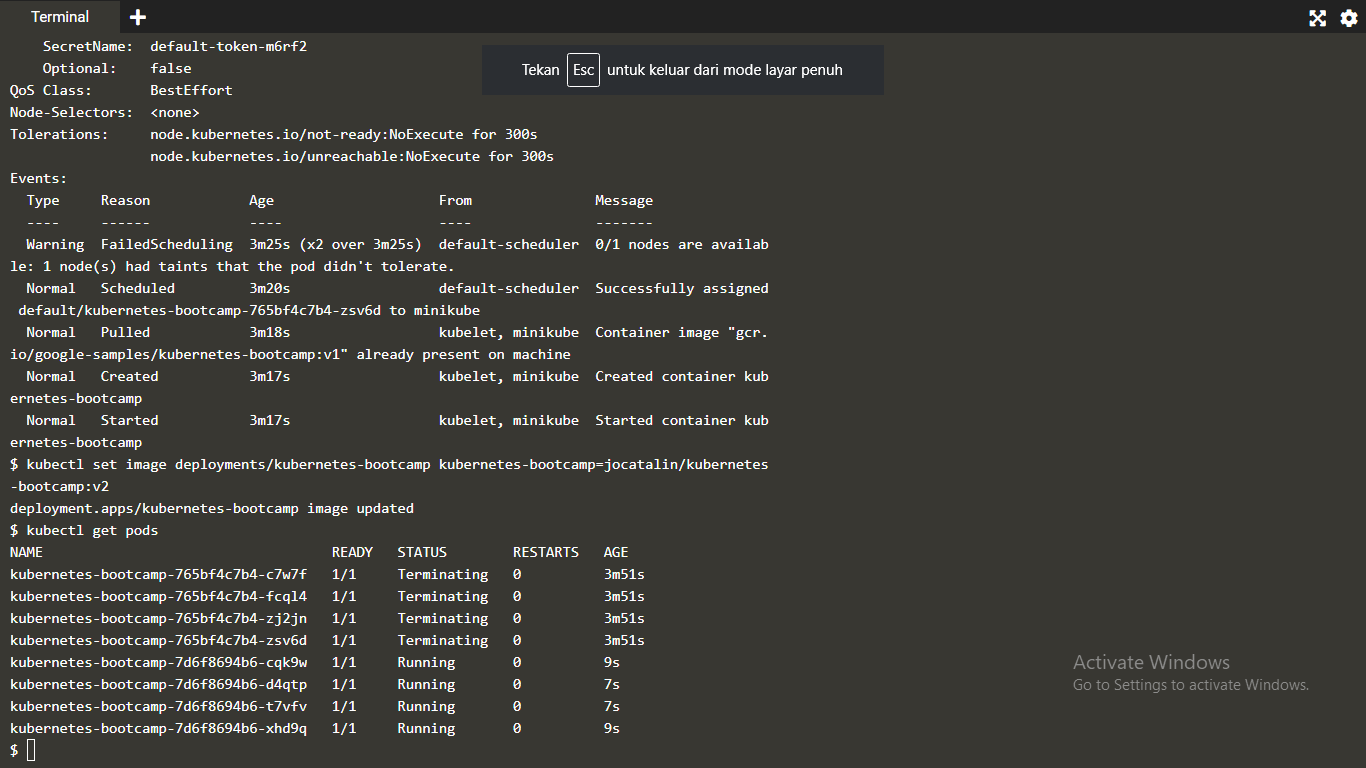 Terminal
SecretName: default-token-m6rf2
Tekan Esc untuk keluar dari mode layar penuh
Optional: false
QoS Class: BestEffort
Node-Selectors: <none>
Tolerations: node.kubernetes.io/not-ready:NoExecute for 300s
node.kubernetes.io/unreachable:NoExecute for 300s
Events:
Type Reason Age From Message
---- ------ ---- ---- -------
Warning FailedScheduling 3m25s (x2 over 3m25s) default-scheduler 0/1 nodes are availab
le: 1 node(s) had taints that the pod didn't tolerate.
Normal Scheduled 3m20s default-scheduler Successfully assigned
default/kubernetes-bootcamp-765bf4c7b4-zsv6d to minikube
Normal Pulled 3m18s kubelet, minikube Container image "gcr.
io/google-samples/kubernetes-bootcamp:v1" already present on machine
Normal Created 3m17s kubelet, minikube Created container kub
ernetes-bootcamp
Normal Started 3m17s kubelet, minikube Started container kub
ernetes-bootcamp
$ kubectl set image deployments/kubernetes-bootcamp kubernetes-bootcamp=jocatalin/kubernetes
-bootcamp:v2
deployment.apps/kubernetes-bootcamp image updated
$ kubectl get pods
NAME READY STATUS RESTARTS AGE
kubernetes-bootcamp-765bf4c7b4-c7w7f 1/1 Terminating 0 3m51s
kubernetes-bootcamp-765bf4c7b4-fcql4 1/1 Terminating 0 3m51s
kubernetes-bootcamp-765bf4c7b4-zj2jn 1/1 Terminating 0 3m51s
kubernetes-bootcamp-765bf4c7b4-zsv6d 1/1 Terminating 0 3m51s
kubernetes-bootcamp-7d6f8694b6-cqk9w 1/1 Running 0 9s
kubernetes-bootcamp-7d6f8694b6-d4qtp 1/1 Running 0 7s
kubernetes-bootcamp-7d6f8694b6-t7vfv 1/1 Running 0 7s
kubernetes-bootcamp-7d6f8694b6-xhd9q 1/1 Running 0 9s
$
Activate Windows
Go to Settings to activate Windows.